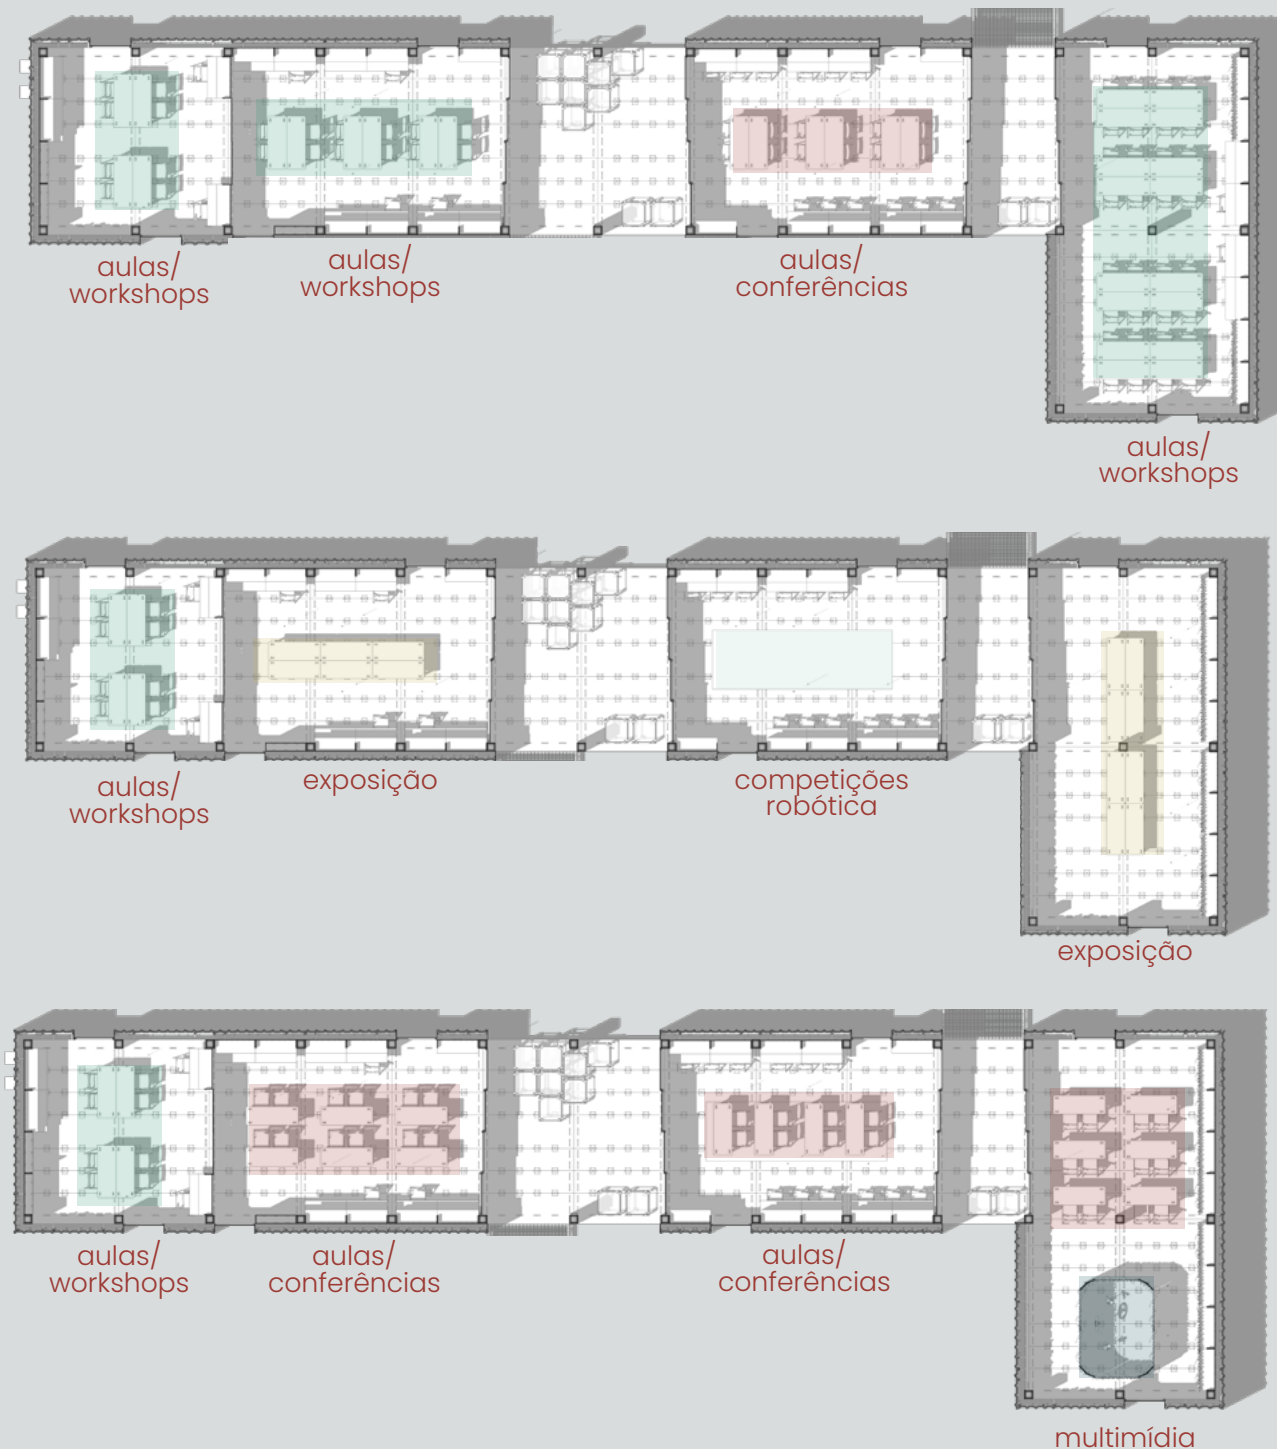 aulas/
workshops
aulas/
workshops
aulas/
conferências
aulas/
workshops
aulas/
workshops
exposição
competições
robótica
exposição
aulas/
workshops
aulas/
conferências
aulas/
conferências
multimídia